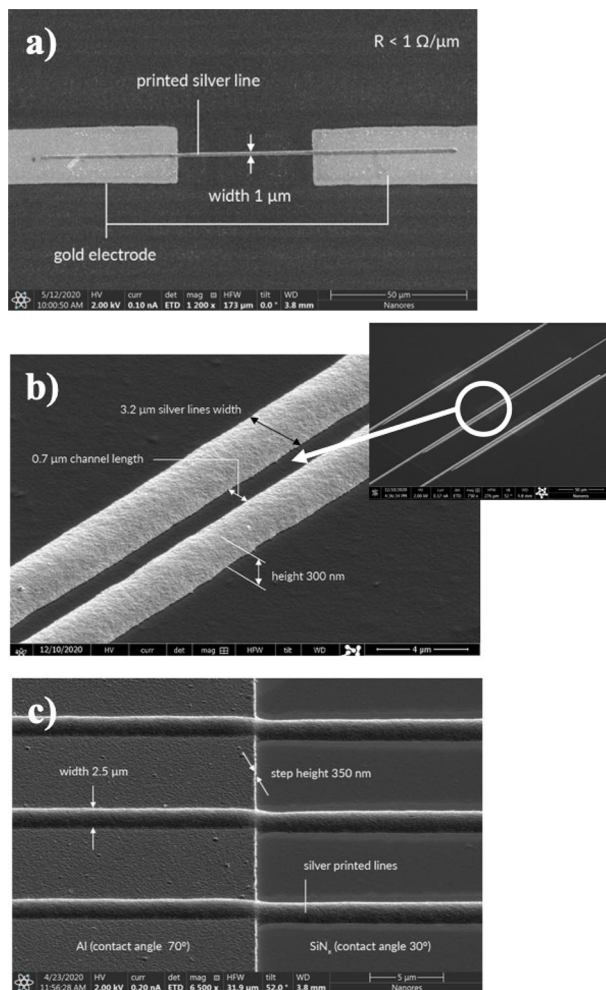 a)
R < 1 Ω/μm
printed silver line
width 1 μm
gold electrode
5/12/2020 HV curr det mag HFW tilt WD 50 μm
10:00:50 AM 2.00 kV 0.10 nA ETD 1 200 x 173 μm 0.0 ° 3.8 mm Nanores
b)
3.2 μm silver lines width
0.7 μm channel length
height 300 nm
12/10/2020 HV curr det mag HFW tilt WD 4 μm
c)
width 2.5 μm
step height 350 nm
silver printed lines
Al (contact angle 70°) SiNx (contact angle 30°)
4/23/2020 HV curr det mag HFW tilt WD 5 μm
11:56:28 AM 2.00 kV 0.20 nA ETD 6 500 x 31.9 μm 52.0 ° 3.8 mm Nanores